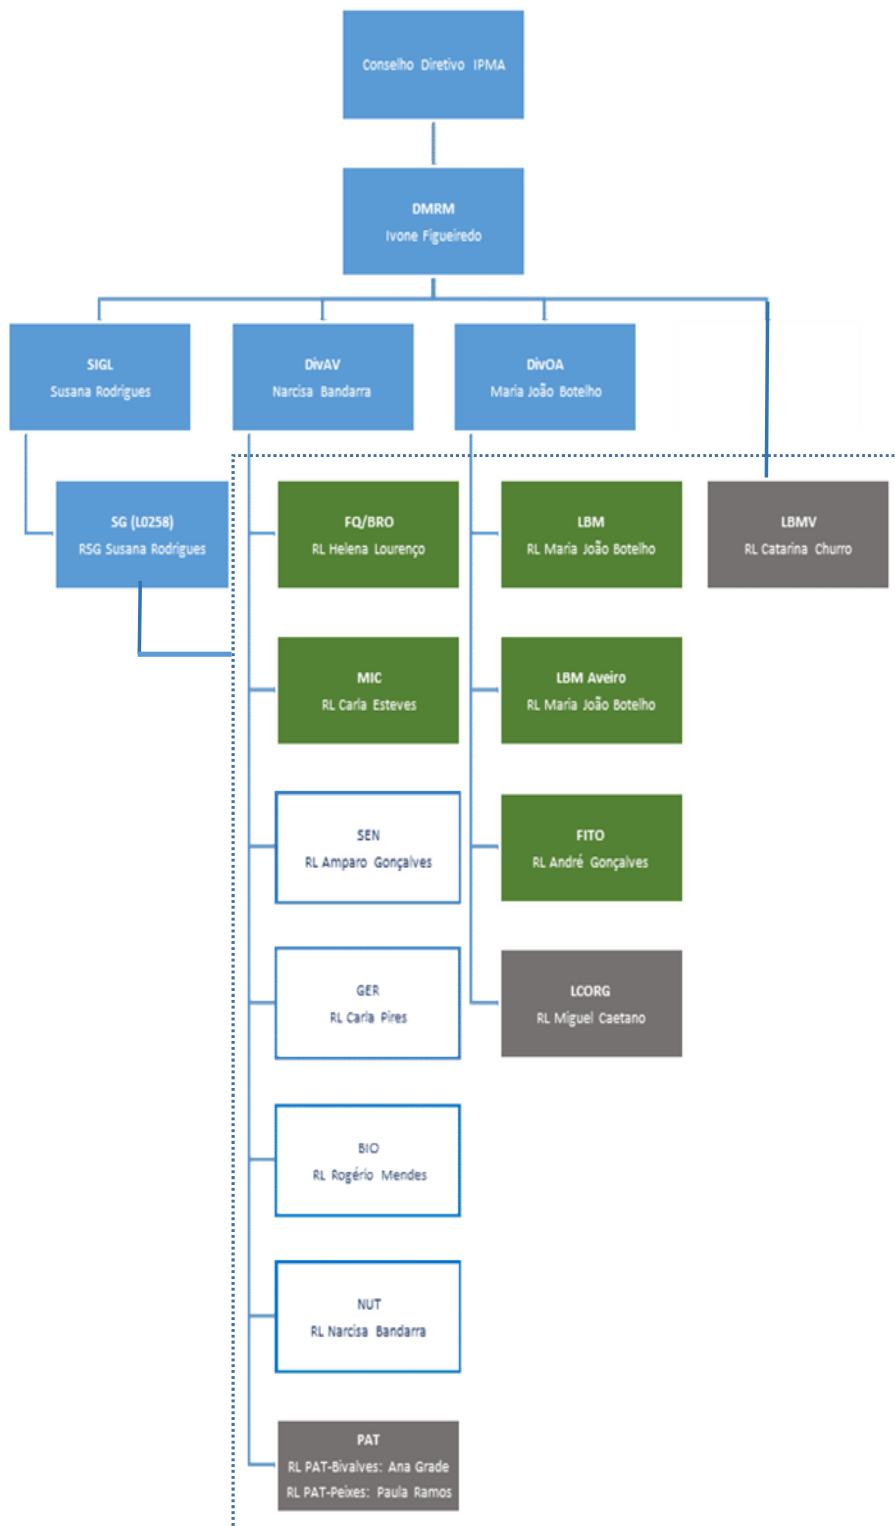 Conselho Diretivo IPMA
DMRM
Ivone Figueiredo
SIGL
Susana Rodrigues
DivAV
Narcisa Bandarra
DivOA
Maria João Botelho
SG (L0258)
RSG Susana Rodrigues
FQ/BRO
RL Helena Lourenço
LBM
RL Maria João Botelho
LBMV
RL Catarina Churro
MIC
RL Carla Esteves
LBM Aveiro
RL Maria João Botelho
SEN
RL Amparo Gonçalves
FITO
RL André Gonçalves
GER
RL Carla Pires
LCORG
RL Miguel Caetano
BIO
RL Rogério Mendes
NUT
RL Narcisa Bandarra
PAT
RL PAT-Bivalves: Ana Grade
RL PAT-Peixes: Paula Ramos